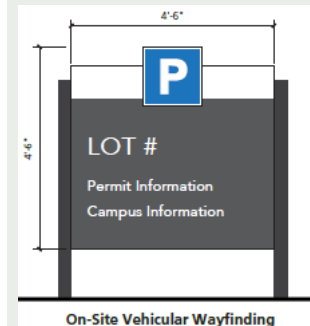 4'-6"
P
4'-6"
LOT #
Permit Information
Campus Information
On-Site Vehicular Wayfinding